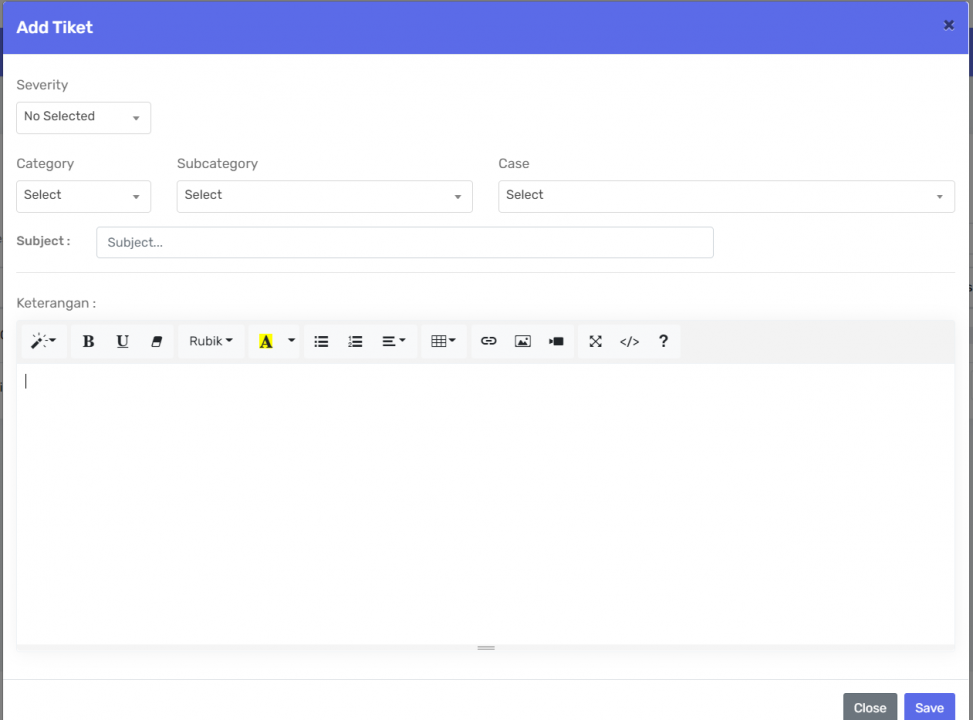 Add Tiket ×
Severity
No Selected
Category Subcategory Case
Select Select Select
Subject : Subject...
Keterangan :
B U Rubik A </> ?
Close Save